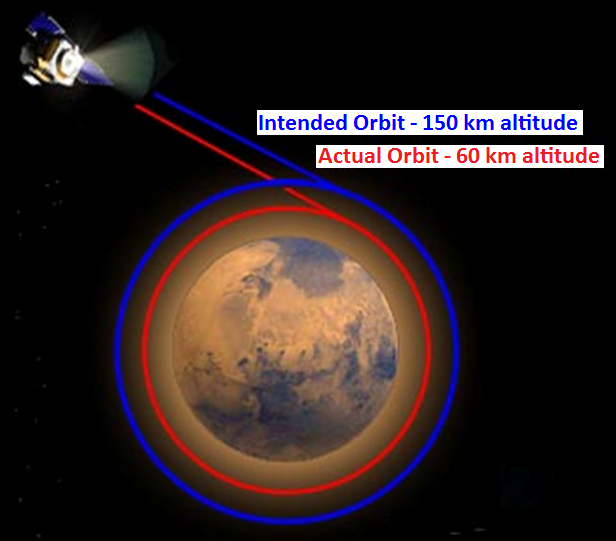 Intended Orbit - 150 km altitude
Actual Orbit - 60 km altitude